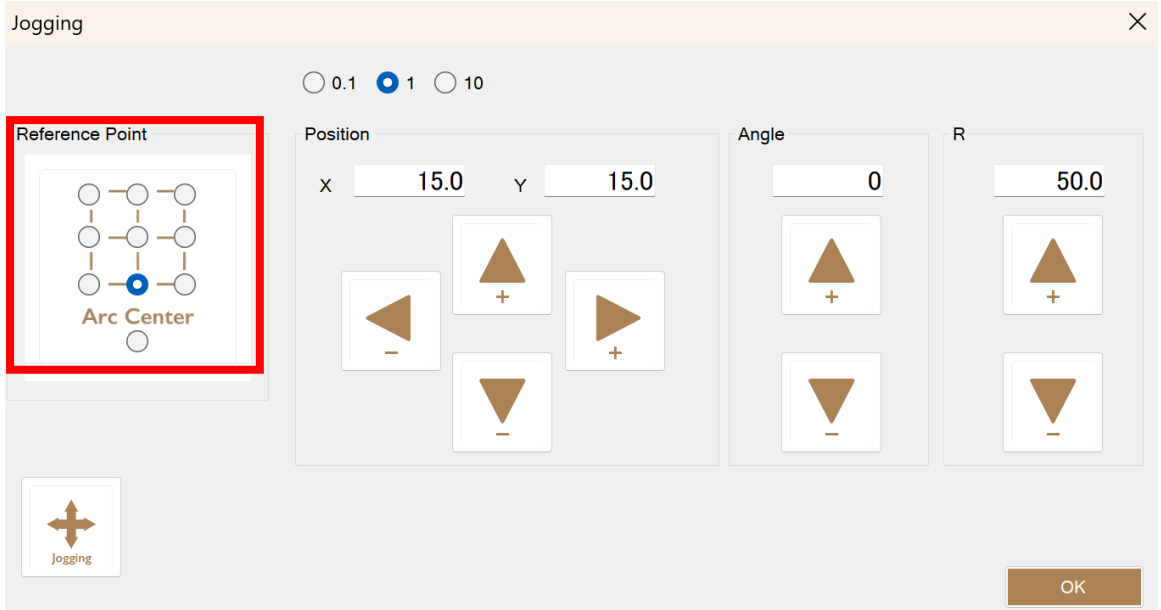 Jogging
0.1 1 10
Reference Point
Arc Center
Position
X 15.0 Y 15.0
+
-
+
-
Angle
0
+
-
R
50.0
+
-
Jogging
OK